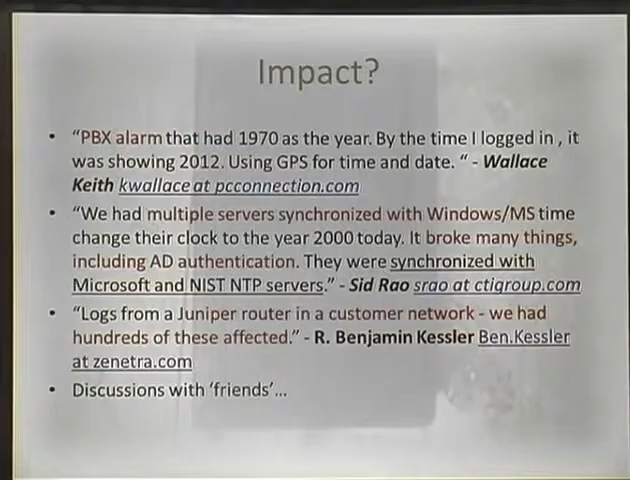 Impact?
• “PBX alarm that had 1970 as the year. By the time I logged in , it
was showing 2012. Using GPS for time and date. “ - Wallace
Keith kwallace at pcconnection.com
• “We had multiple servers synchronized with Windows/MS time
change their clock to the year 2000 today. It broke many things,
including AD authentication. They were synchronized with
Microsoft and NIST NTP servers.” - Sid Rao srao at ctigroup.com
• “Logs from a Juniper router in a customer network - we had
hundreds of these affected.” - R. Benjamin Kessler Ben.Kessler
at zenetra.com
• Discussions with ‘friends’...